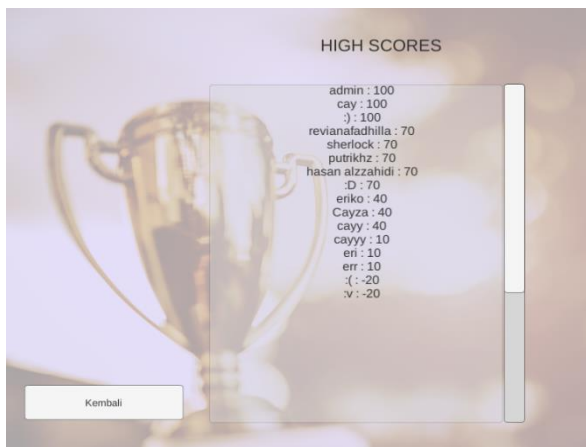 HIGH SCORES
admin : 100
cay : 100
:) : 100
revianafadhilla : 70
sherlock : 70
putrikhz : 70
hasan alzzahidi : 70
:D : 70
eriko : 40
Cayza : 40
cayy : 40
cayyy : 10
eri : 10
err : 10
:( : -20
:v : -20
Kembali